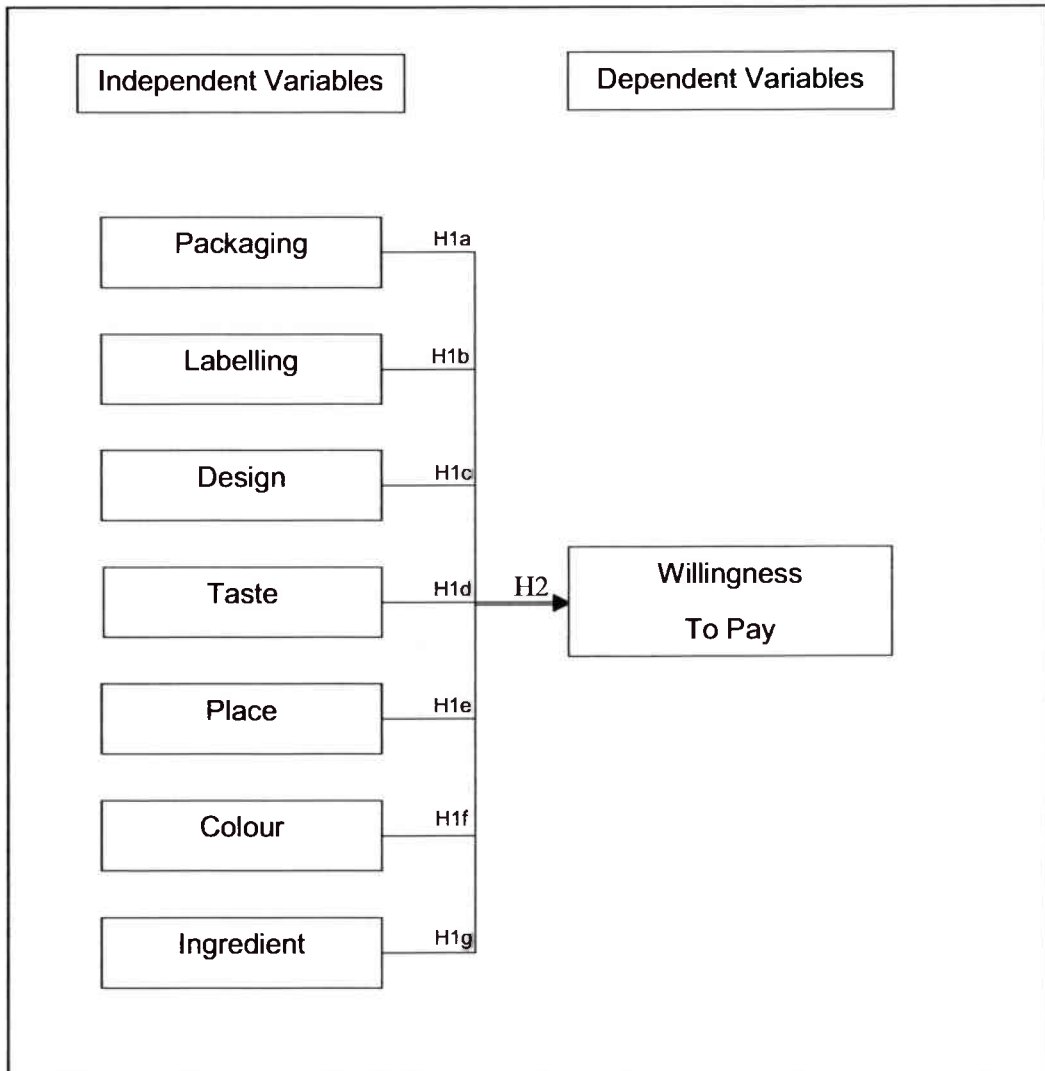 Independent Variables
Dependent Variables
Packaging
H1a
Labelling
H1b
Design
H1c
Taste
H1d
H2
Willingness
To Pay
Place
H1e
Colour
H1f
Ingredient
H1g